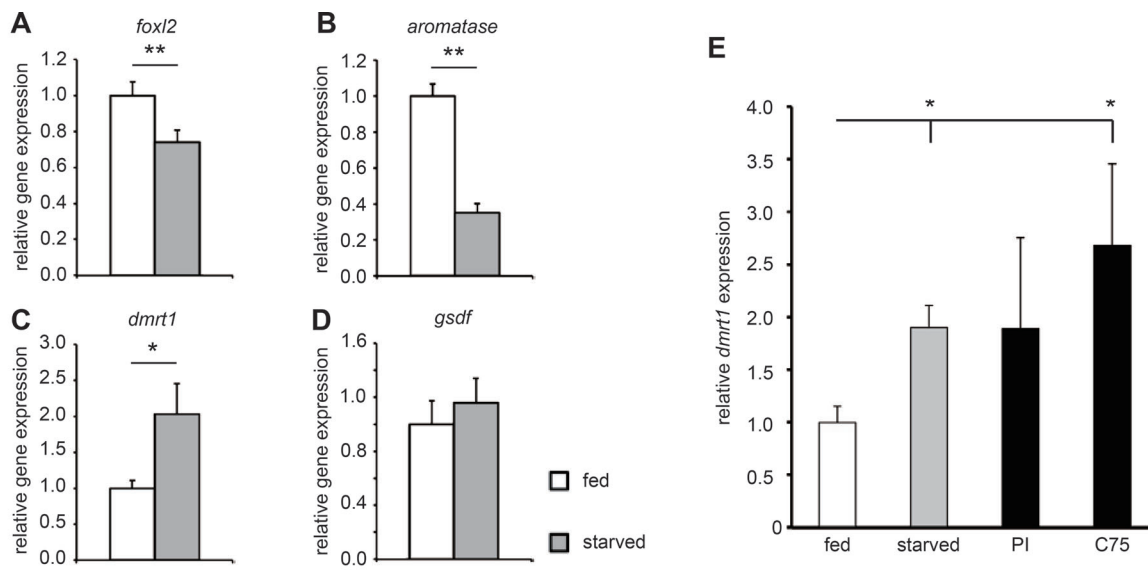 A
foxl2
**
relative gene expression
1.2
1.0
0.8
0.6
0.4
0.2
0.0
B
aromatase
**
relative gene expression
1.2
1.0
0.8
0.6
0.4
0.2
0.0
C
dmrt1
*
relative gene expression
3.0
2.5
2.0
1.5
1.0
0.5
0.0
D
gsdf
relative gene expression
1.6
1.0
0.8
0.4
0.0
fed
starved
E
* *
relative dmrt1 expression
4.0
3.5
3.0
2.5
2.0
1.5
1.0
0.5
0
fed starved PI C75